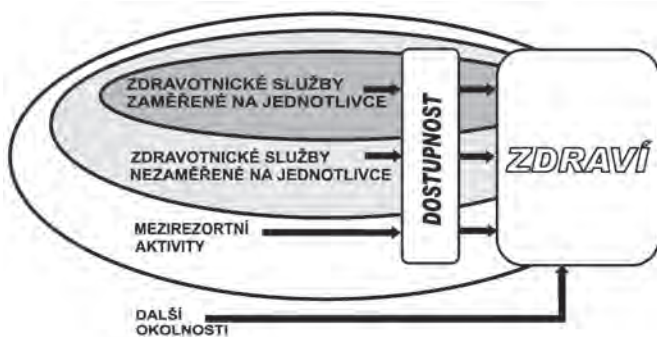 ZDRAVOTNICKÉ SLUŽBY
ZAMĚŘENÉ NA JEDNOTLIVCE
ZDRAVOTNICKÉ SLUŽBY
NEZAMĚŘENÉ NA JEDNOTLIVCE
MEZIREZORTNÍ
AKTIVITY
DALŠÍ
OKOLNOSTI
DOSTUPNOST
ZDRAVÍ